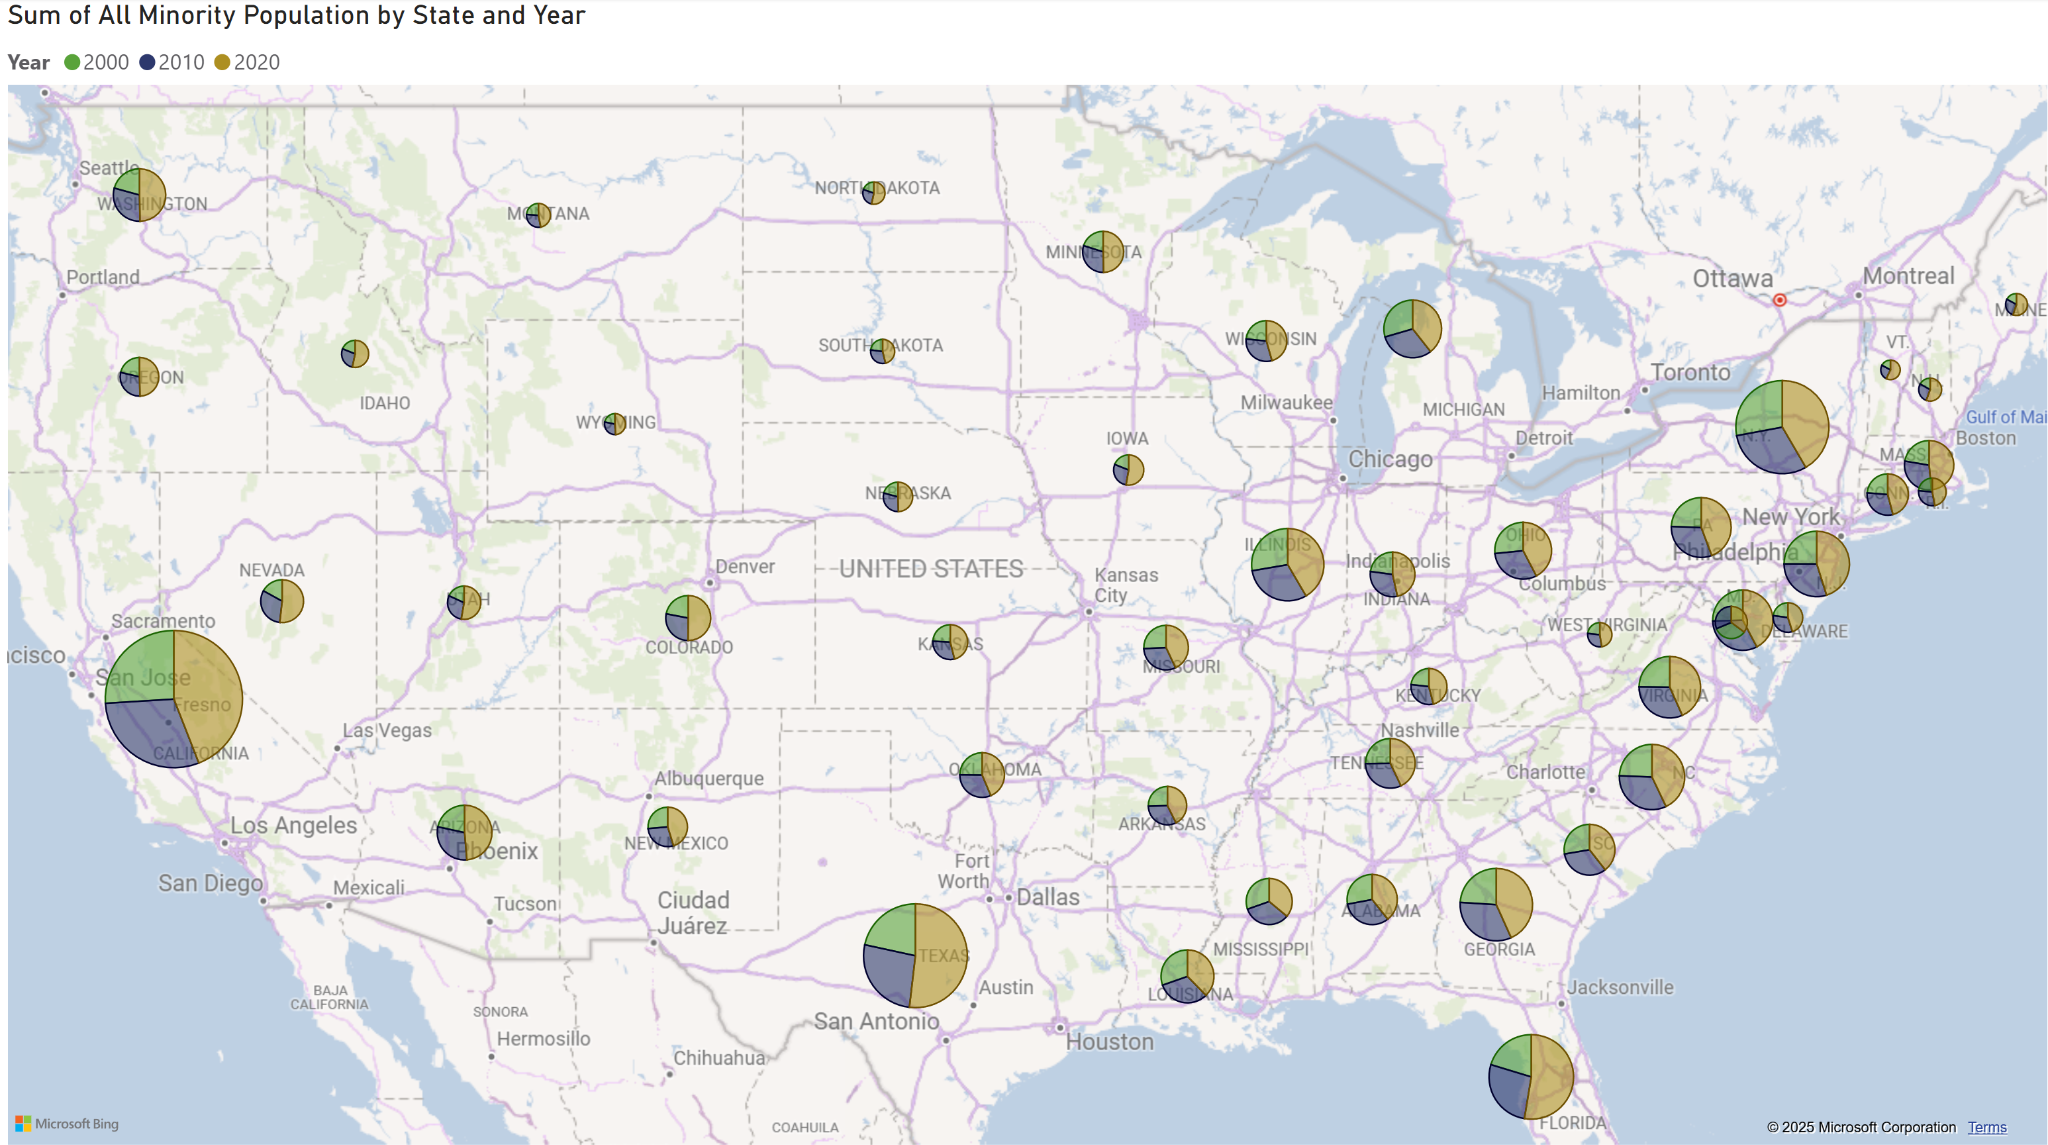 Sum of All Minority Population by State and Year
Year 2000 2010 2020
Seattle
WASHINGTON
MONTANA
NORTH DAKOTA
MINNESOTA
Portland
Ottawa
Montreal
MAINE
OREGON
IDAHO
WYOMING
SOUTH DAKOTA
WISCONSIN
VT.
N.H.
Toronto
Hamilton
Milwaukee
MICHIGAN
Gulf of Mai
IOWA
Detroit
N.Y.
Boston
MASS.
Chicago
NEBRASKA
CONN.
R.I.
New York
PA
Philadelphia
N.J.
ILLINOIS
Indianapolis
OHIO
Columbus
INDIANA
NEVADA
UTAH
Denver
UNITED STATES
Kansas
City
COLORADO
KANSAS
MISSOURI
WEST VIRGINIA
DELAWARE
Sacramento
ncisco
San Jose
Fresno
CALIFORNIA
Las Vegas
KENTUCKY
VIRGINIA
Nashville
TENNESSEE
Albuquerque
OKLAHOMA
Charlotte
NC
Los Angeles
ARIZONA
Phoenix
NEW MEXICO
ARKANSAS
SC
San Diego
Mexicali
Tucson
Ciudad
Juárez
Fort
Worth
Dallas
MISSISSIPPI
ALABAMA
GEORGIA
TEXAS
LOUISIANA
Austin
Jacksonville
BAJA
CALIFORNIA
SONORA
Hermosillo
San Antonio
Houston
Chihuahua
FLORIDA
COAHUILA
Microsoft Bing
© 2025 Microsoft Corporation Terms